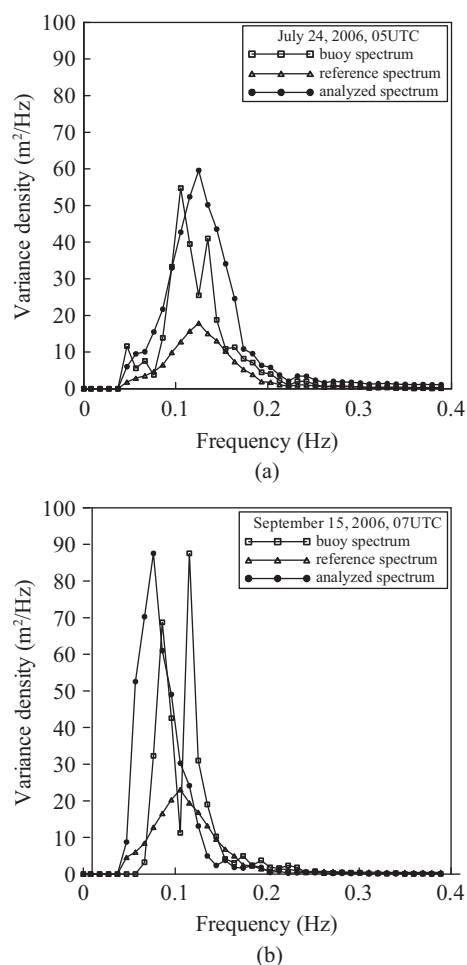 July 24, 2006, 05UTC
buoy spectrum
reference spectrum
analyzed spectrum
Variance density (m²/Hz)
100
90
80
70
60
50
40
30
20
10
0
0 0.1 0.2 0.3 0.4
Frequency (Hz)
(a)
September 15, 2006, 07UTC
buoy spectrum
reference spectrum
analyzed spectrum
Variance density (m²/Hz)
100
90
80
70
60
50
40
30
20
10
0
0 0.1 0.2 0.3 0.4
Frequency (Hz)
(b)